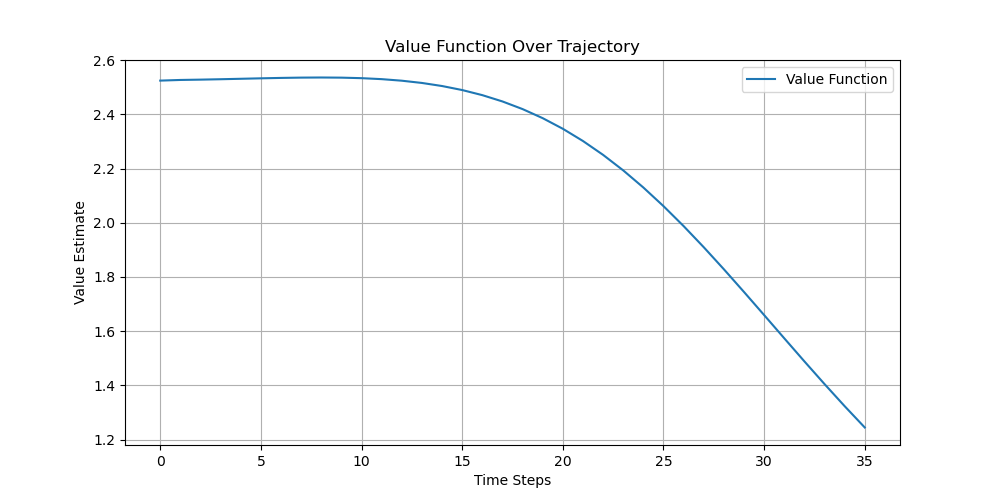 Value Function Over Trajectory
Value Function
Value Estimate
2.6
2.4
2.2
2.0
1.8
1.6
1.4
1.2
0 5 10 15 20 25 30 35
Time Steps